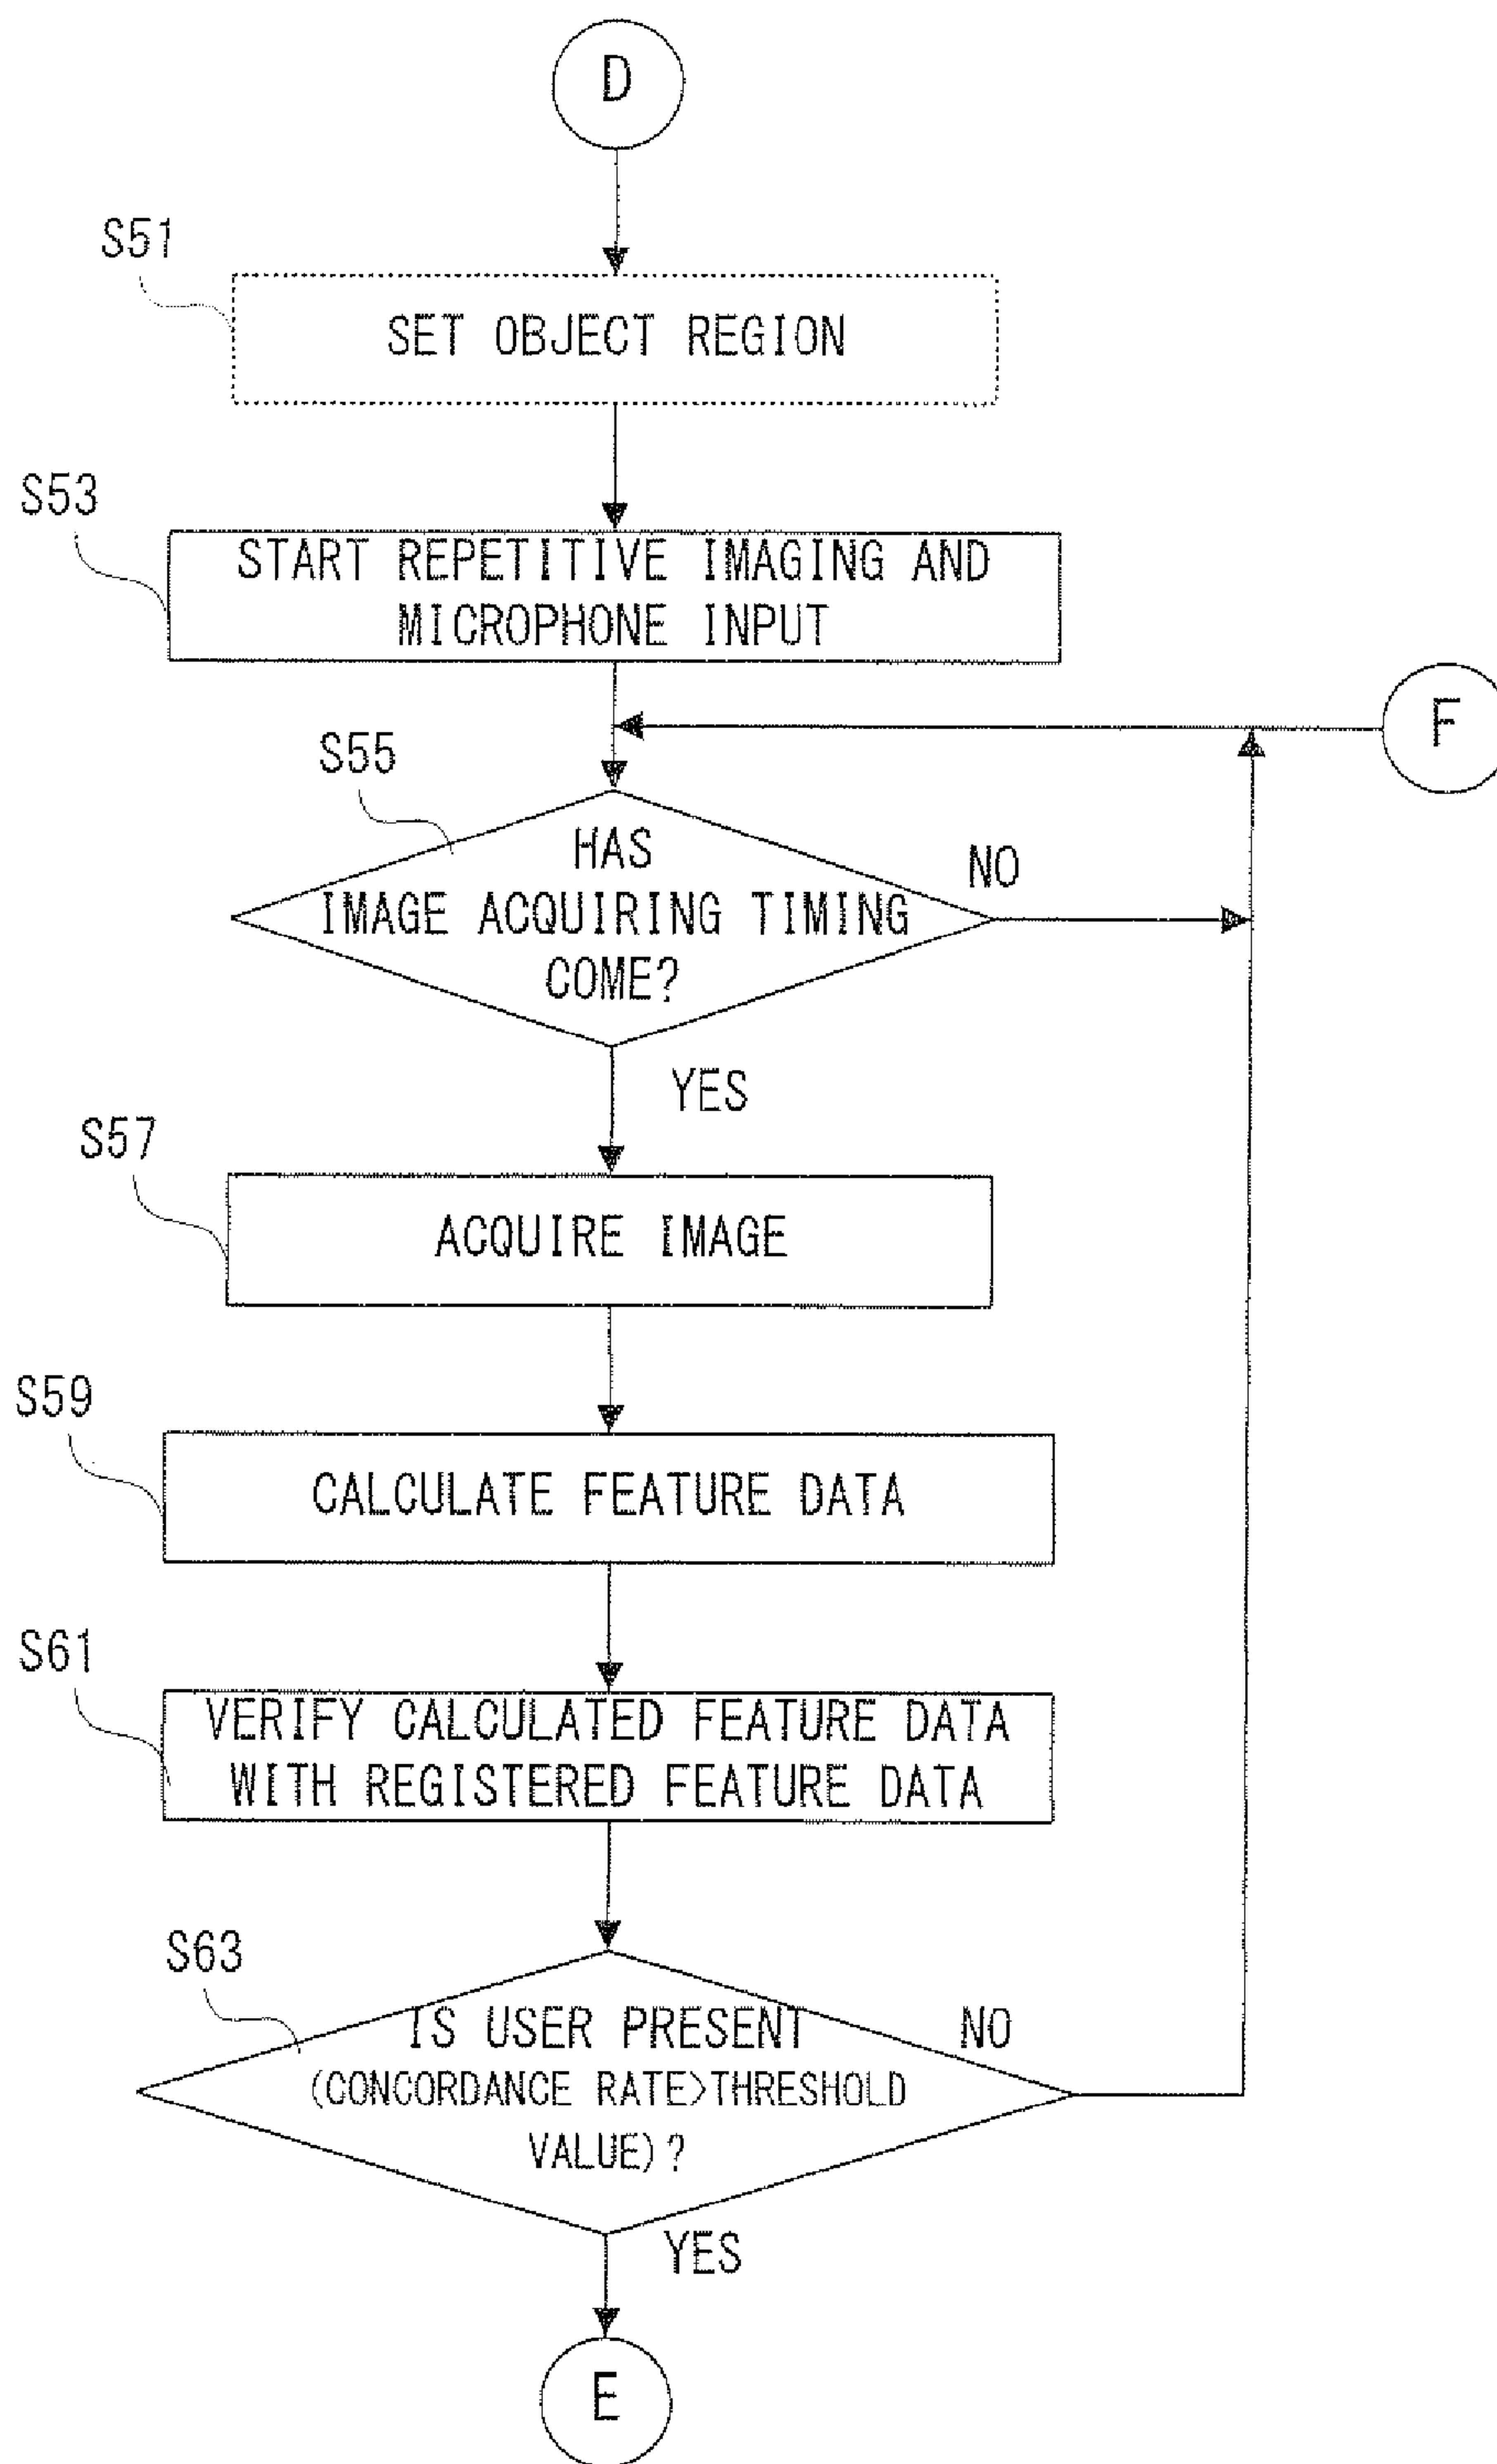 D
S51
SET OBJECT REGION
S53
START REPETITIVE IMAGING AND
MICROPHONE INPUT
F
S55
HAS
IMAGE ACQUIRING TIMING
COME?
NO
YES
S57
ACQUIRE IMAGE
S59
CALCULATE FEATURE DATA
S61
VERIFY CALCULATED FEATURE DATA
WITH REGISTERED FEATURE DATA
S63
IS USER PRESENT
(CONCORDANCE RATE>THRESHOLD
VALUE)?
NO
YES
E